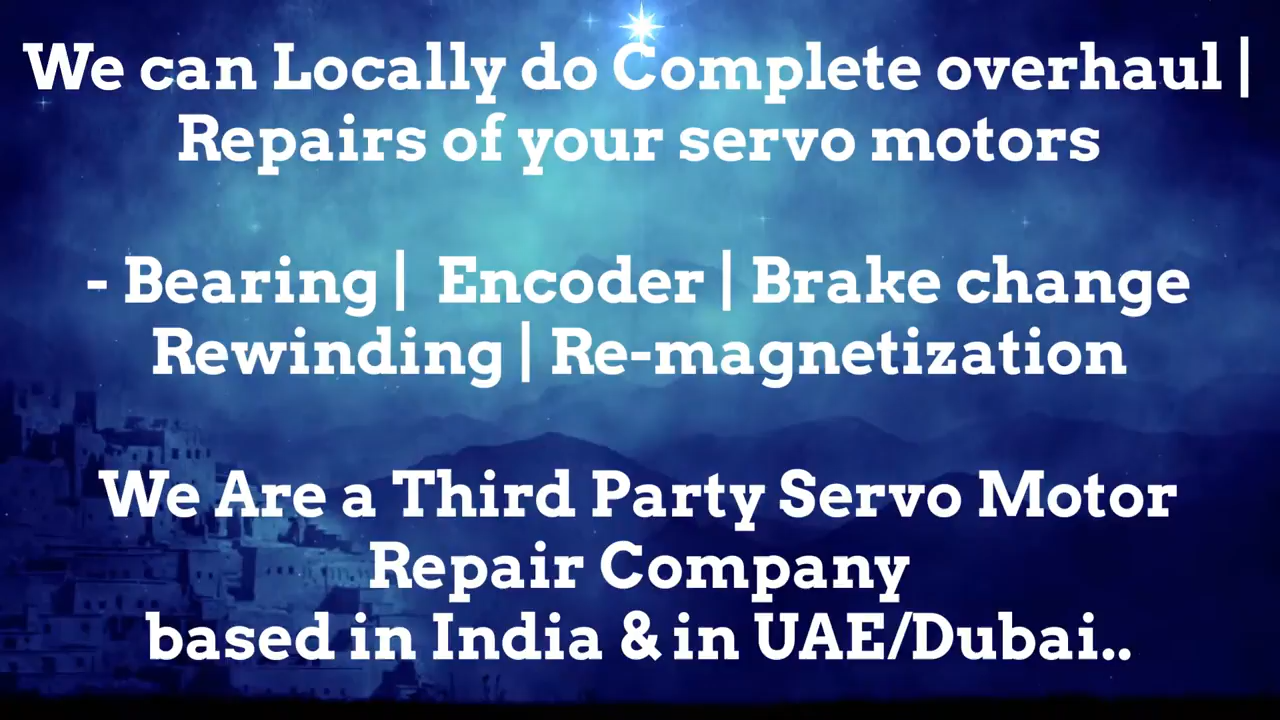 We can Locally do Complete overhaul |
Repairs of your servo motors
- Bearing | Encoder | Brake change
Rewinding | Re-magnetization
We Are a Third Party Servo Motor
Repair Company
based in India & in UAE/Dubai..